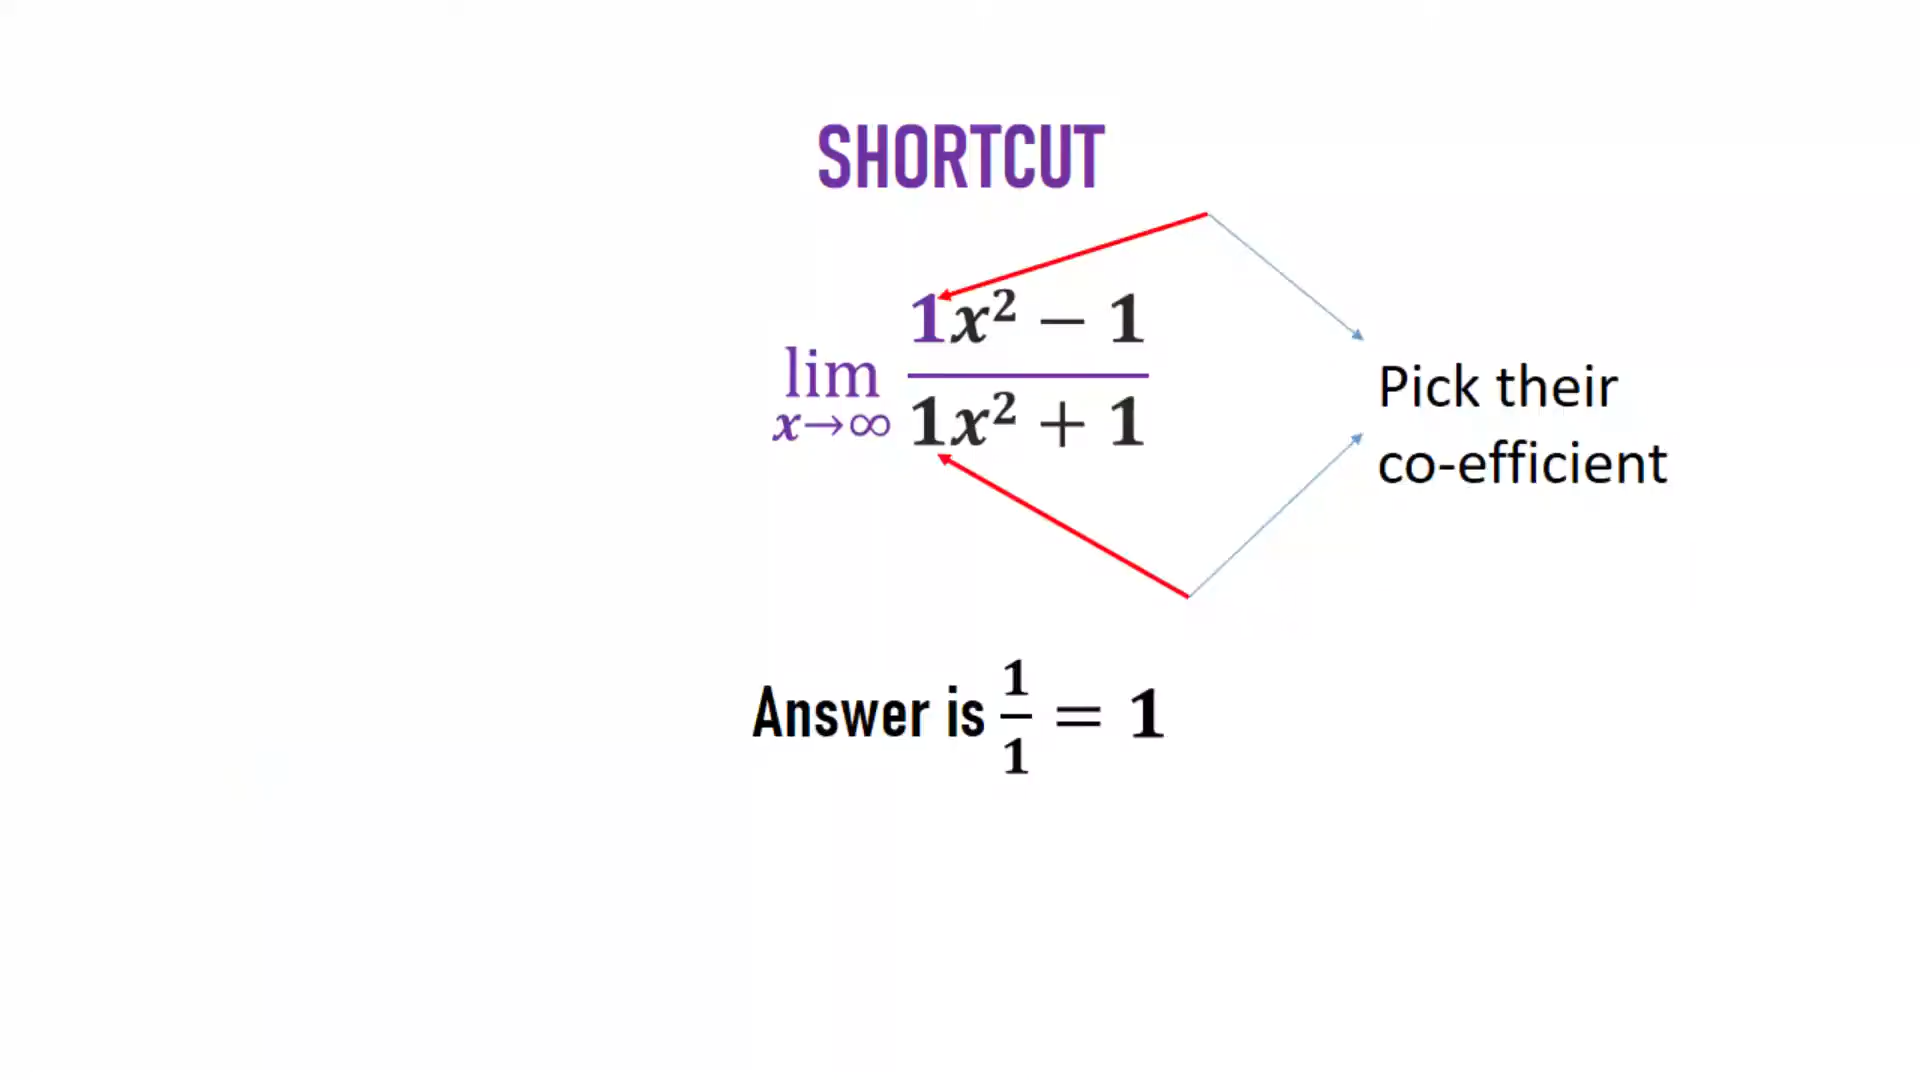 SHORTCUT
lim x→∞ (1x² − 1)/(1x² + 1)
Pick their
co-efficient
Answer is 1/1 = 1